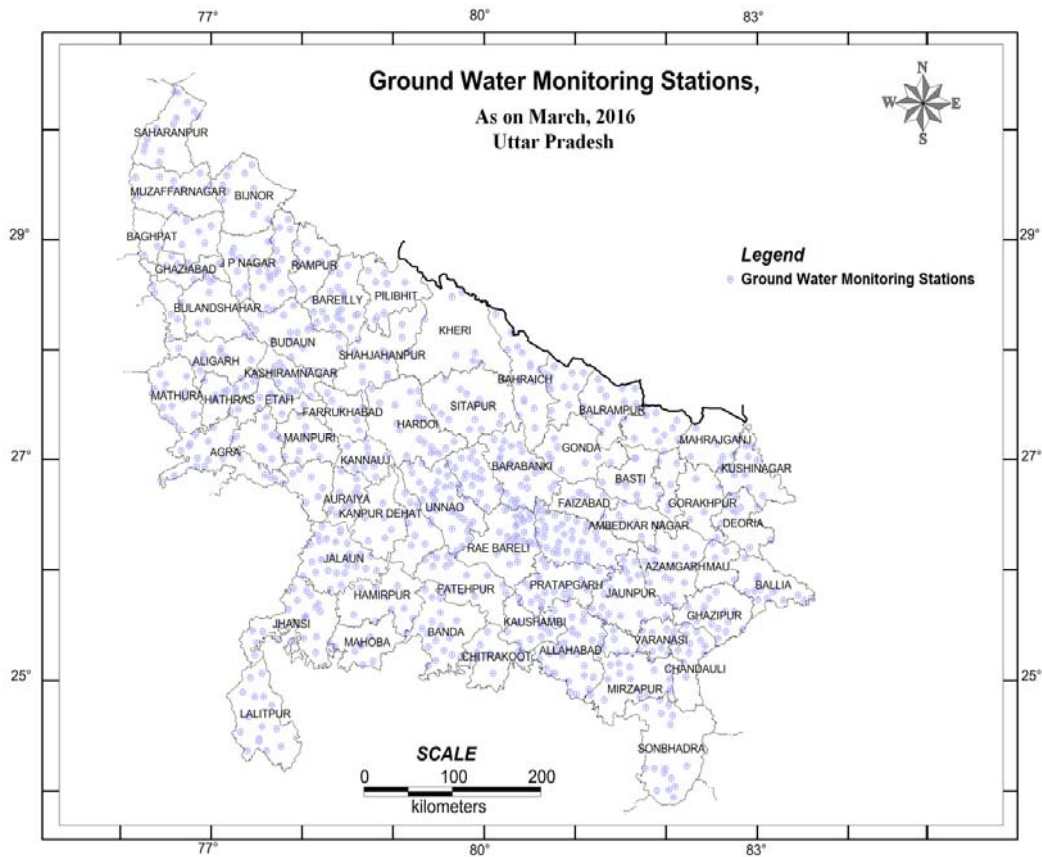 77° 80° 83°
Ground Water Monitoring Stations,
As on March, 2016
Uttar Pradesh
N
W E
S
SAHARANPUR
MUZAFFARNAGAR
BIJNOR
BAGHPAT
29° 29°
GHAZIABAD
J P NAGAR
RAMPUR
Legend
Ground Water Monitoring Stations
BULANDSHAHAR
BAREILLY
PILIBHIT
KHERI
BUDAUN
SHAHJAHANPUR
ALIGARH
KASHIRAMNAGAR
BAHRAICH
MATHURA
HATHRAS
ETAH
FARRUKHABAD
SITAPUR
BALRAMPUR
HARDOI
MAINPURI
GONDA
MAHRAJGANJ
AGRA
27° 27°
KANNAUJ
BARABANKI
KUSHINAGAR
BASTI
AURAIYA
KANPUR DEHAT
UNNAO
FAIZABAD
GORAKHPUR
AMBEDKAR NAGAR
DEORIA
RAE BARELI
JALAUN
AZAMGARH
MAU
HAMIRPUR
FATEHPUR
PRATAPGARH
JAUNPUR
BALLIA
JHANSI
KAUSHAMBI
GHAZIPUR
MAHOBA
BANDA
ALLAHABAD
VARANASI
CHITRAKOOT
CHANDAULI
25° 25°
MIRZAPUR
LALITPUR
SONBHADRA
SCALE
0 100 200
kilometers
77° 80° 83°